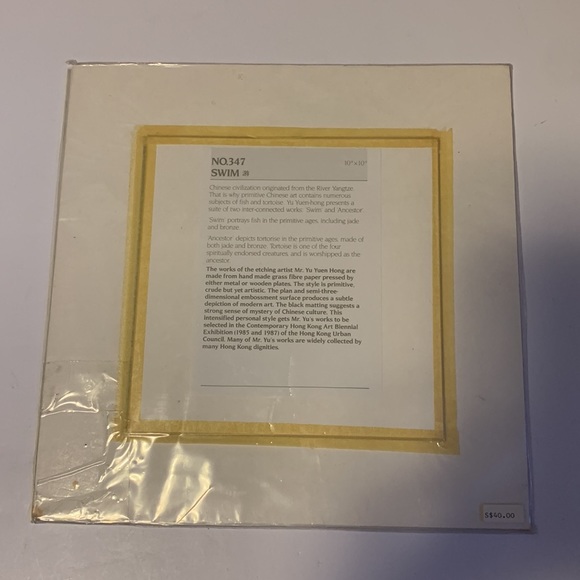 NO.347 10"×10"
SWIM 游
Chinese civilization originated from the River Yangtze.
That is why primitive Chinese art contains numerous
subjects of fish and tortoise. Yu Yuen-hong presents a
suite of two inter-connected works: 'Swim' and 'Ancestor'.
'Swim' portrays fish in the primitive ages, including jade
and bronze.
'Ancestor' depicts tortorise in the primitive ages, made of
both jade and bronze. Tortoise is one of the four
spiritually endorsed creatures and is worshipped as the
ancestor.
The works of the etching artist Mr. Yu Yuen Hong are
made from hand made grass fibre paper pressed by
either metal or wooden plates. The style is primitive,
crude but yet artistic. The plan and semi-three-
dimensional embossment surface produces a subtle
depiction of modern art. The black matting suggests a
strong sense of mystery of Chinese culture. This
intensified personal style gets Mr. Yu's works to be
selected in the Contemporary Hong Kong Art Biennial
Exhibition (1985 and 1987) of the Hong Kong Urban
Council. Many of Mr. Yu's works are widely collected by
many Hong Kong dignities.
S$40.00